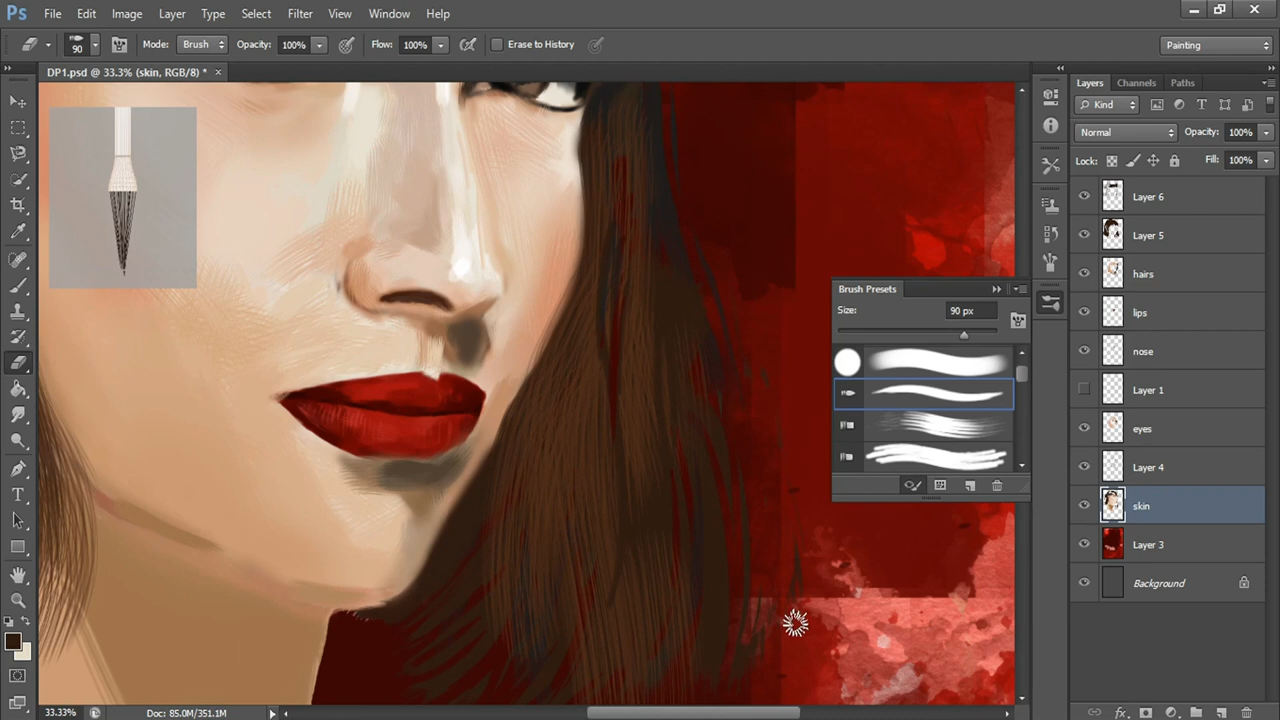 Ps File Edit Image Layer Type Select Filter 3D View Window Help
90 Mode: Brush Opacity: 100% Flow: 100% Erase to History Painting
DP1.psd @ 33.3% (skin, RGB/8) * ×
Layers Channels Paths
Kind
Normal Opacity: 100%
Lock: Fill: 100%
Layer 6
Layer 5
hairs
lips
nose
Layer 1
eyes
Layer 4
skin
Layer 3
Background
Brush Presets
Size: 90 px
T
33.33% Doc: 85.0M/351.1M
fx